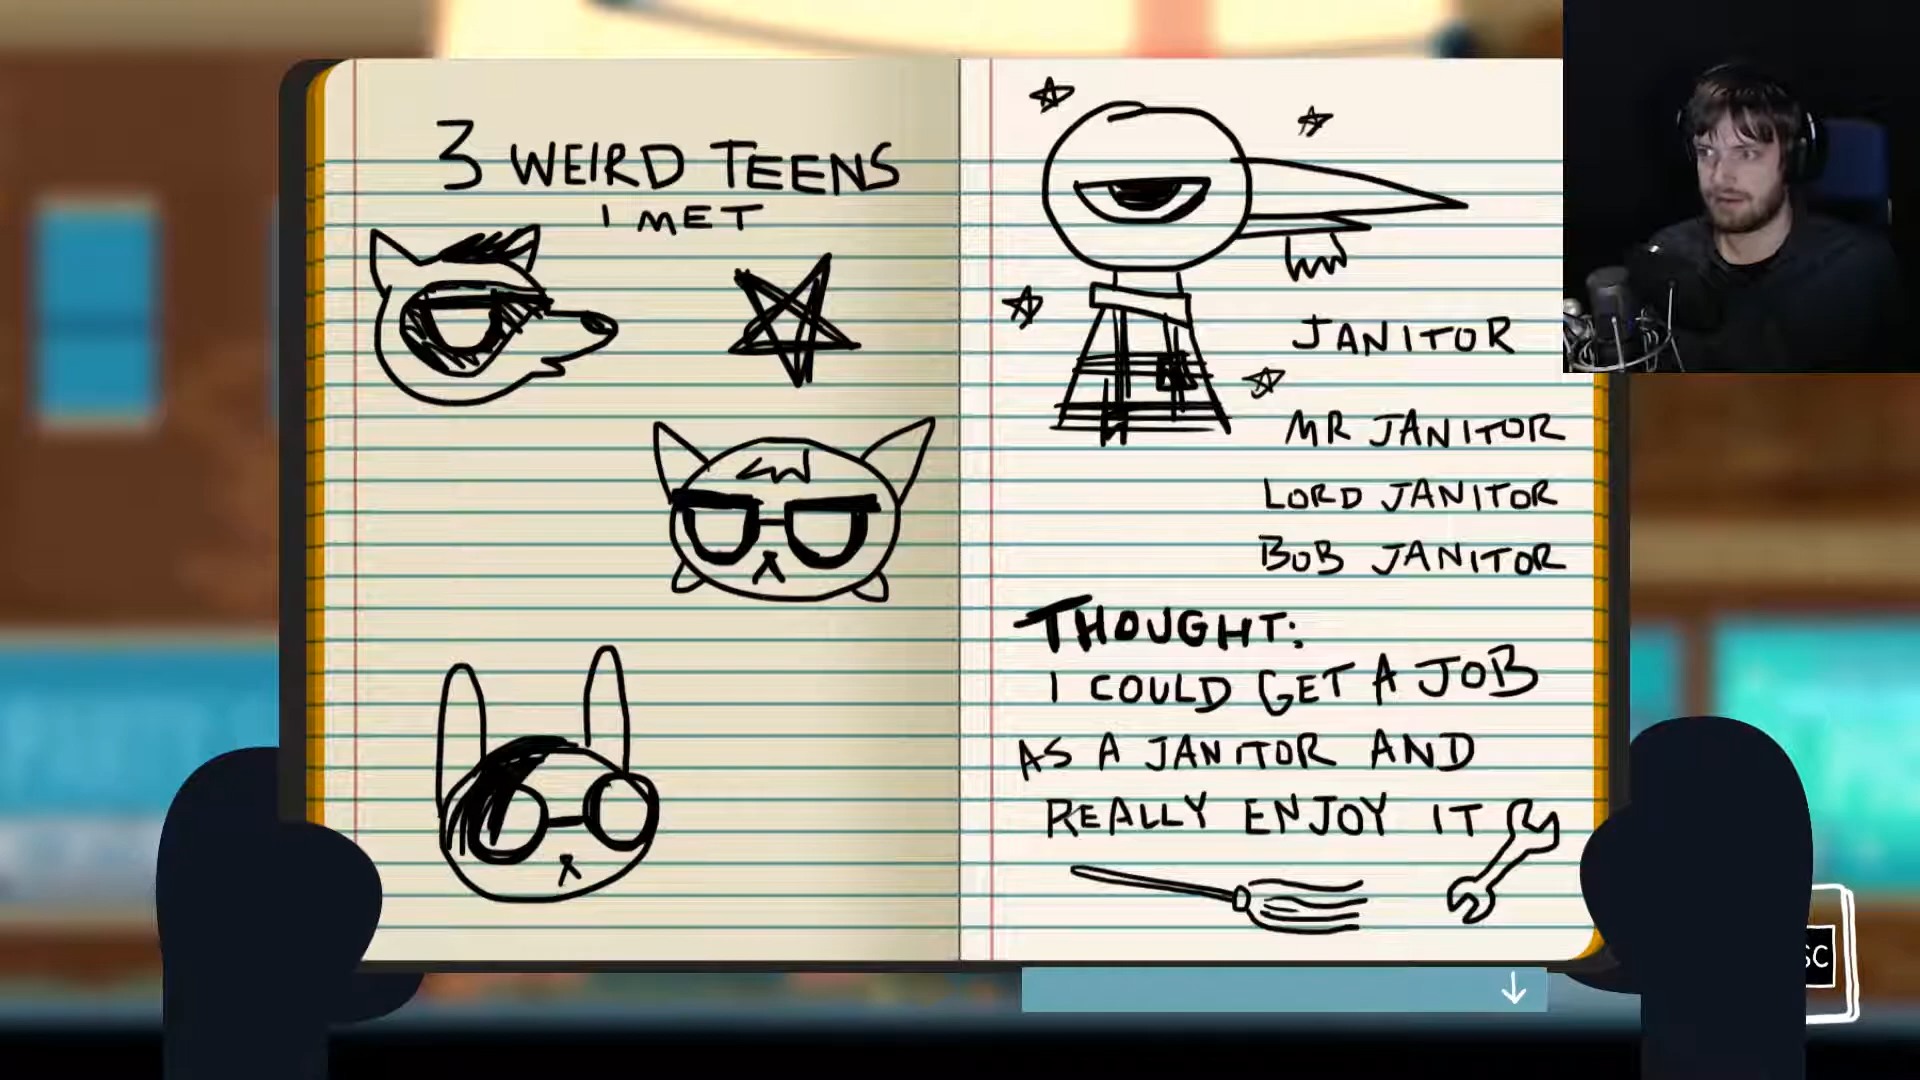 3 WEIRD TEENS
I MET
JANITOR
MR JANITOR
LORD JANITOR
BOB JANITOR
THOUGHT:
I COULD GET A JOB
AS A JANITOR AND
REALLY ENJOY IT
SC